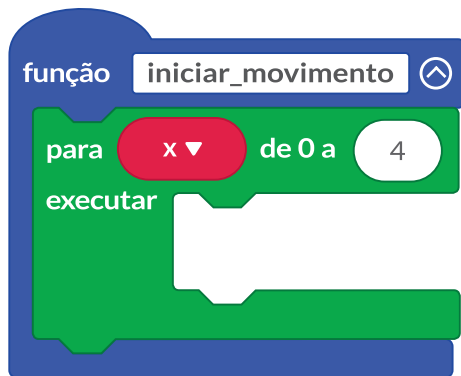 função iniciar_movimento
para x de 0 a 4
executar